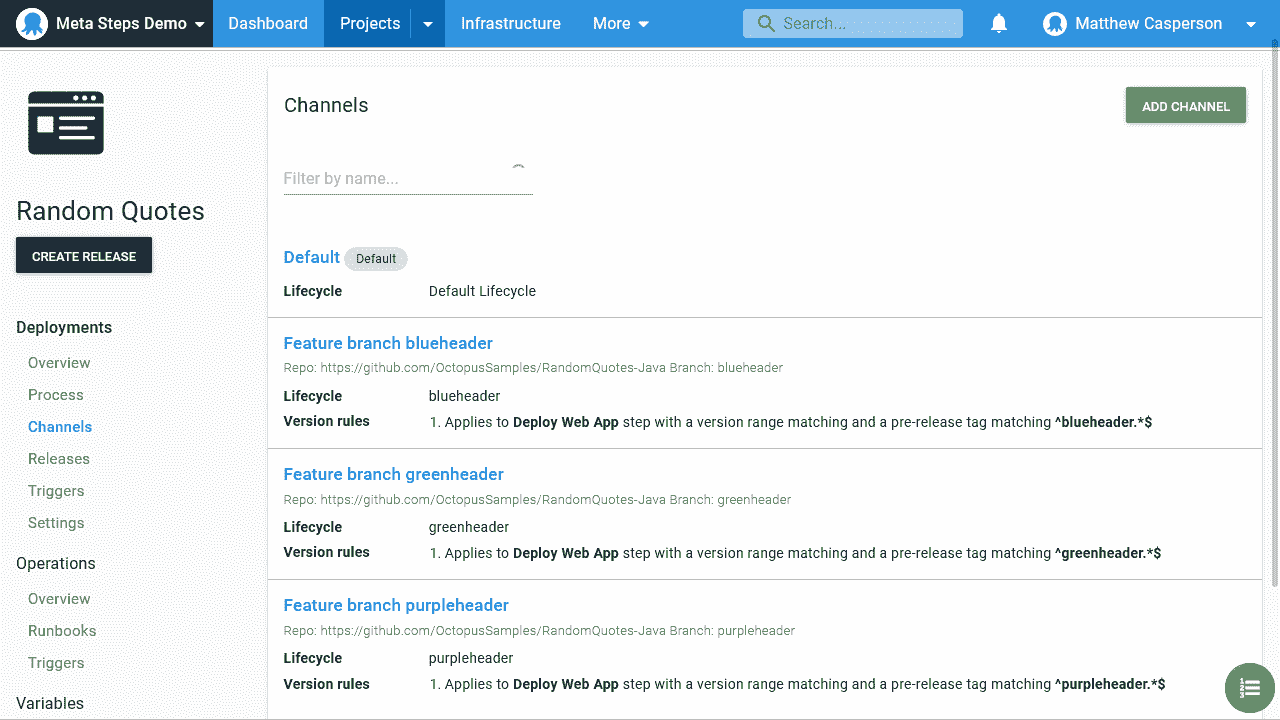 Meta Steps Demo Dashboard Projects Infrastructure More Search... Matthew Casperson
Random Quotes
CREATE RELEASE
Deployments
Overview
Process
Channels
Releases
Triggers
Settings
Operations
Overview
Runbooks
Triggers
Variables
Channels
ADD CHANNEL
Filter by name...
Default Default
Lifecycle Default Lifecycle
Feature branch blueheader
Repo: https://github.com/OctopusSamples/RandomQuotes-Java Branch: blueheader
Lifecycle blueheader
Version rules 1. Applies to Deploy Web App step with a version range matching and a pre-release tag matching ^blueheader.*$
Feature branch greenheader
Repo: https://github.com/OctopusSamples/RandomQuotes-Java Branch: greenheader
Lifecycle greenheader
Version rules 1. Applies to Deploy Web App step with a version range matching and a pre-release tag matching ^greenheader.*$
Feature branch purpleheader
Repo: https://github.com/OctopusSamples/RandomQuotes-Java Branch: purpleheader
Lifecycle purpleheader
Version rules 1. Applies to Deploy Web App step with a version range matching and a pre-release tag matching ^purpleheader.*$